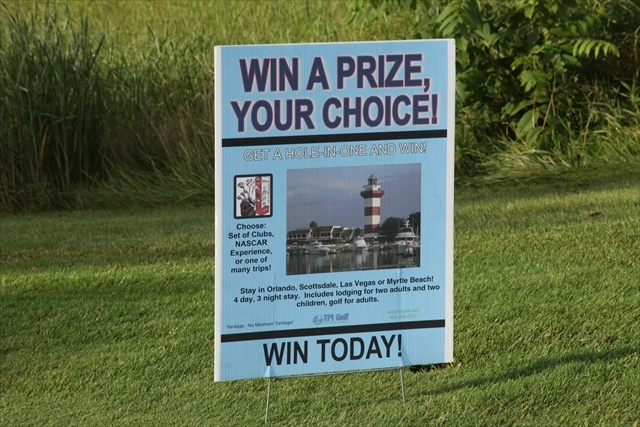 WIN A PRIZE,
YOUR CHOICE!
GET A HOLE-IN-ONE AND WIN!
Choose:
Set of Clubs,
NASCAR
Experience,
or one of
many trips!
Stay in Orlando, Scottsdale, Las Vegas or Myrtle Beach!
4 day, 3 night stay. Includes lodging for two adults and two
children, golf for adults.
TPI Golf
Yardage: No Minimum Yardage!
WIN TODAY!